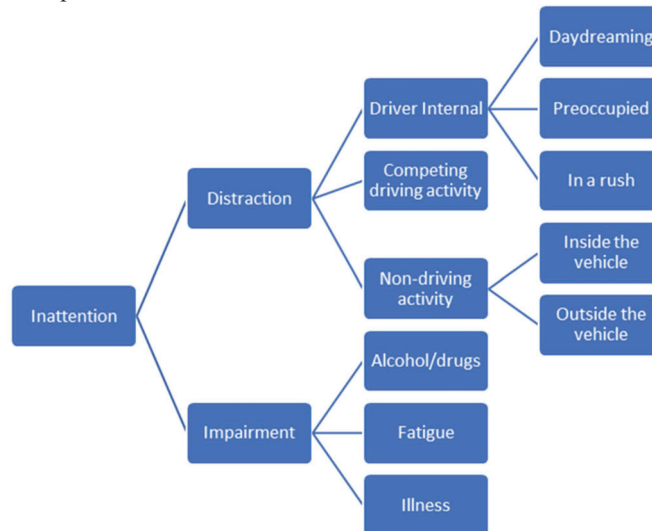 Daydreaming
Driver Internal
Preoccupied
Competing
driving activity
In a rush
Distraction
Inside the
vehicle
Non-driving
activity
Outside the
vehicle
Inattention
Alcohol/drugs
Impairment
Fatigue
Illness